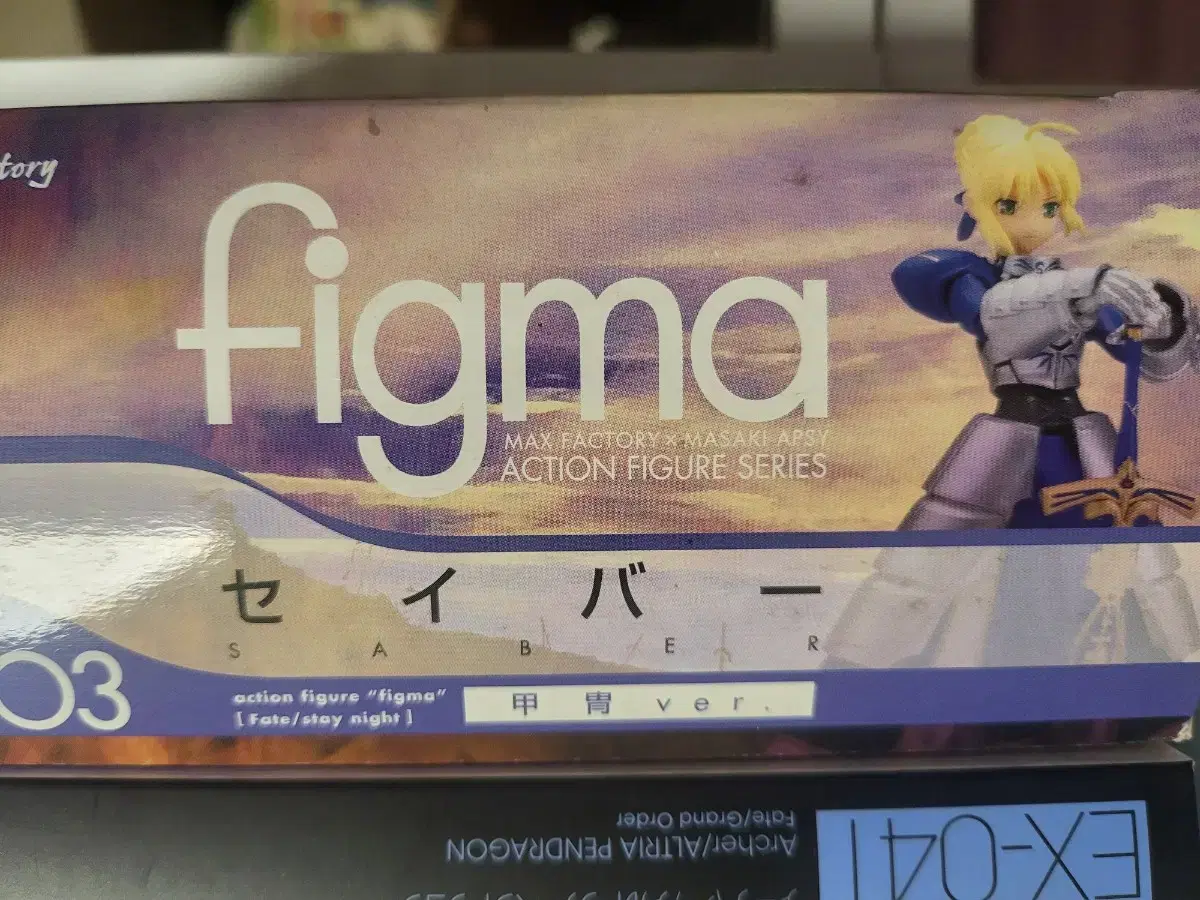 tory
figma
MAX FACTORY × MASAKI APSY
ACTION FIGURE SERIES
セイバー
SABER
03
action figure "figma"
[ Fate/stay night ]
甲冑 ver.
EX-041
Fate/Grand Order
Archer/ALTRIA PENDRAGON